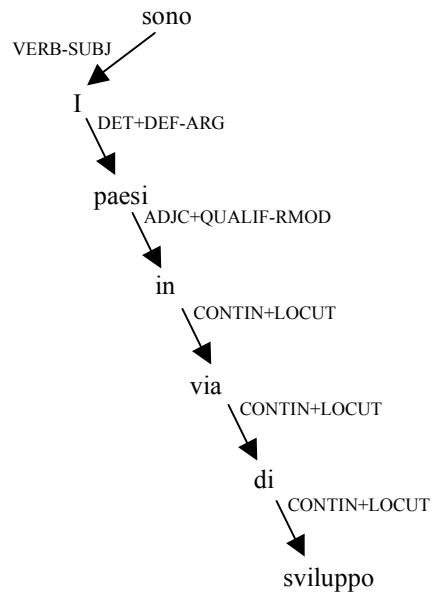 sono
VERB-SUBJ
I
DET+DEF-ARG
paesi
ADJC+QUALIF-RMOD
in
CONTIN+LOCUT
via
CONTIN+LOCUT
di
CONTIN+LOCUT
sviluppo